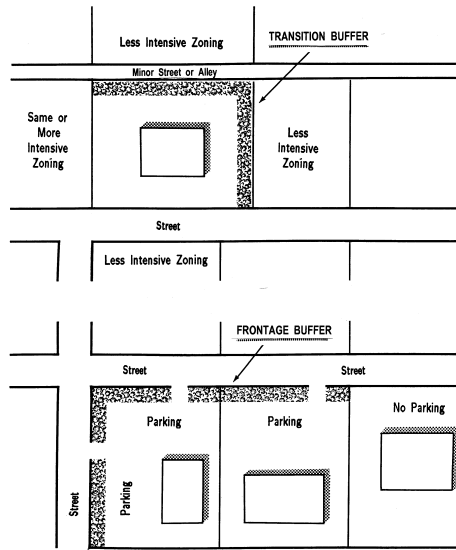 Less Intensive Zoning
TRANSITION BUFFER
Minor Street or Alley
Same or
More
Intensive
Zoning
Less
Intensive
Zoning
Street
Less Intensive Zoning
FRONTAGE BUFFER
Street
Street
Parking
Parking
No Parking
Parking
Street